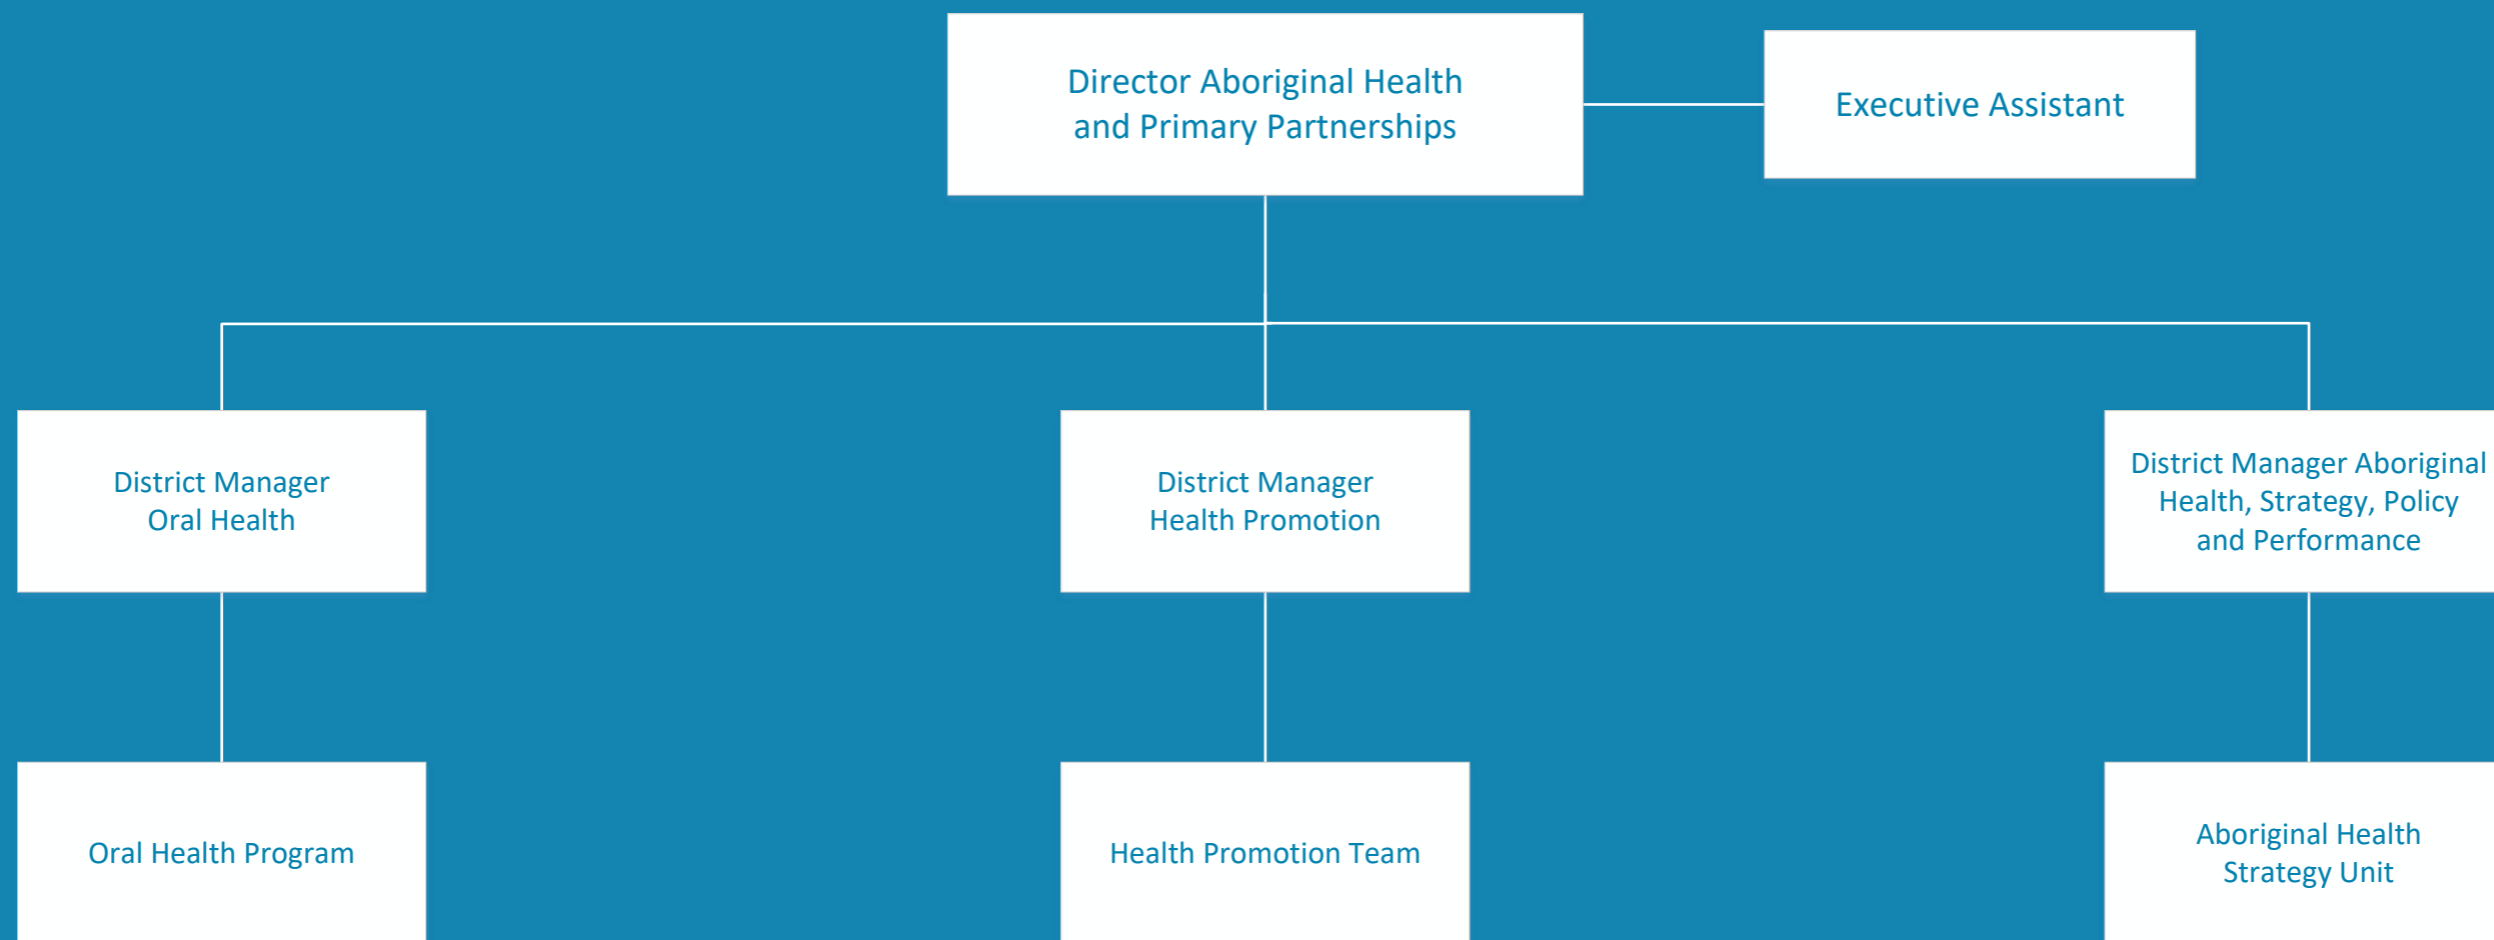 Director Aboriginal Health
and Primary Partnerships
Executive Assistant
District Manager
Oral Health
District Manager
Health Promotion
District Manager Aboriginal
Health, Strategy, Policy
and Performance
Oral Health Program
Health Promotion Team
Aboriginal Health
Strategy Unit